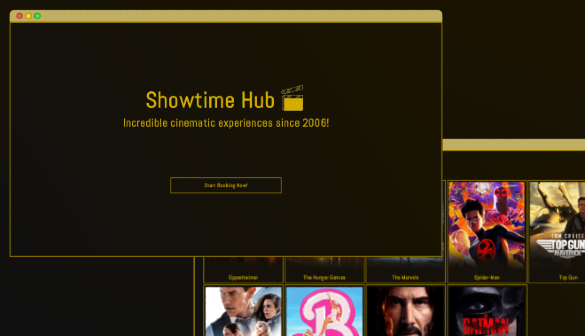 Showtime Hub
Incredible cinematic experiences since 2006!
Start Booking Now!
TOM CRUISE
TOP GUN
MAVERICK
Oppenheimer
The Hunger Games
The Marvels
Spider-Man
Top Gun
B
BATMAN